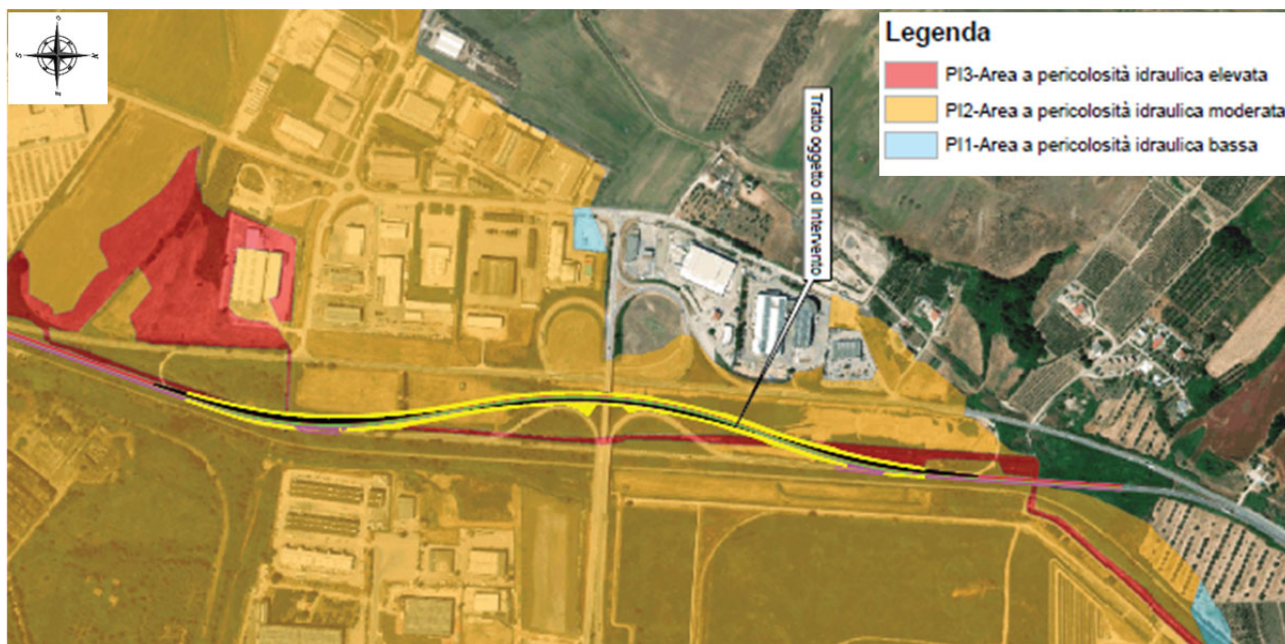 Legenda
PI3-Area a pericolosità idraulica elevata
PI2-Area a pericolosità idraulica moderata
PI1-Area a pericolosità idraulica bassa
Tratto oggetto di intervento